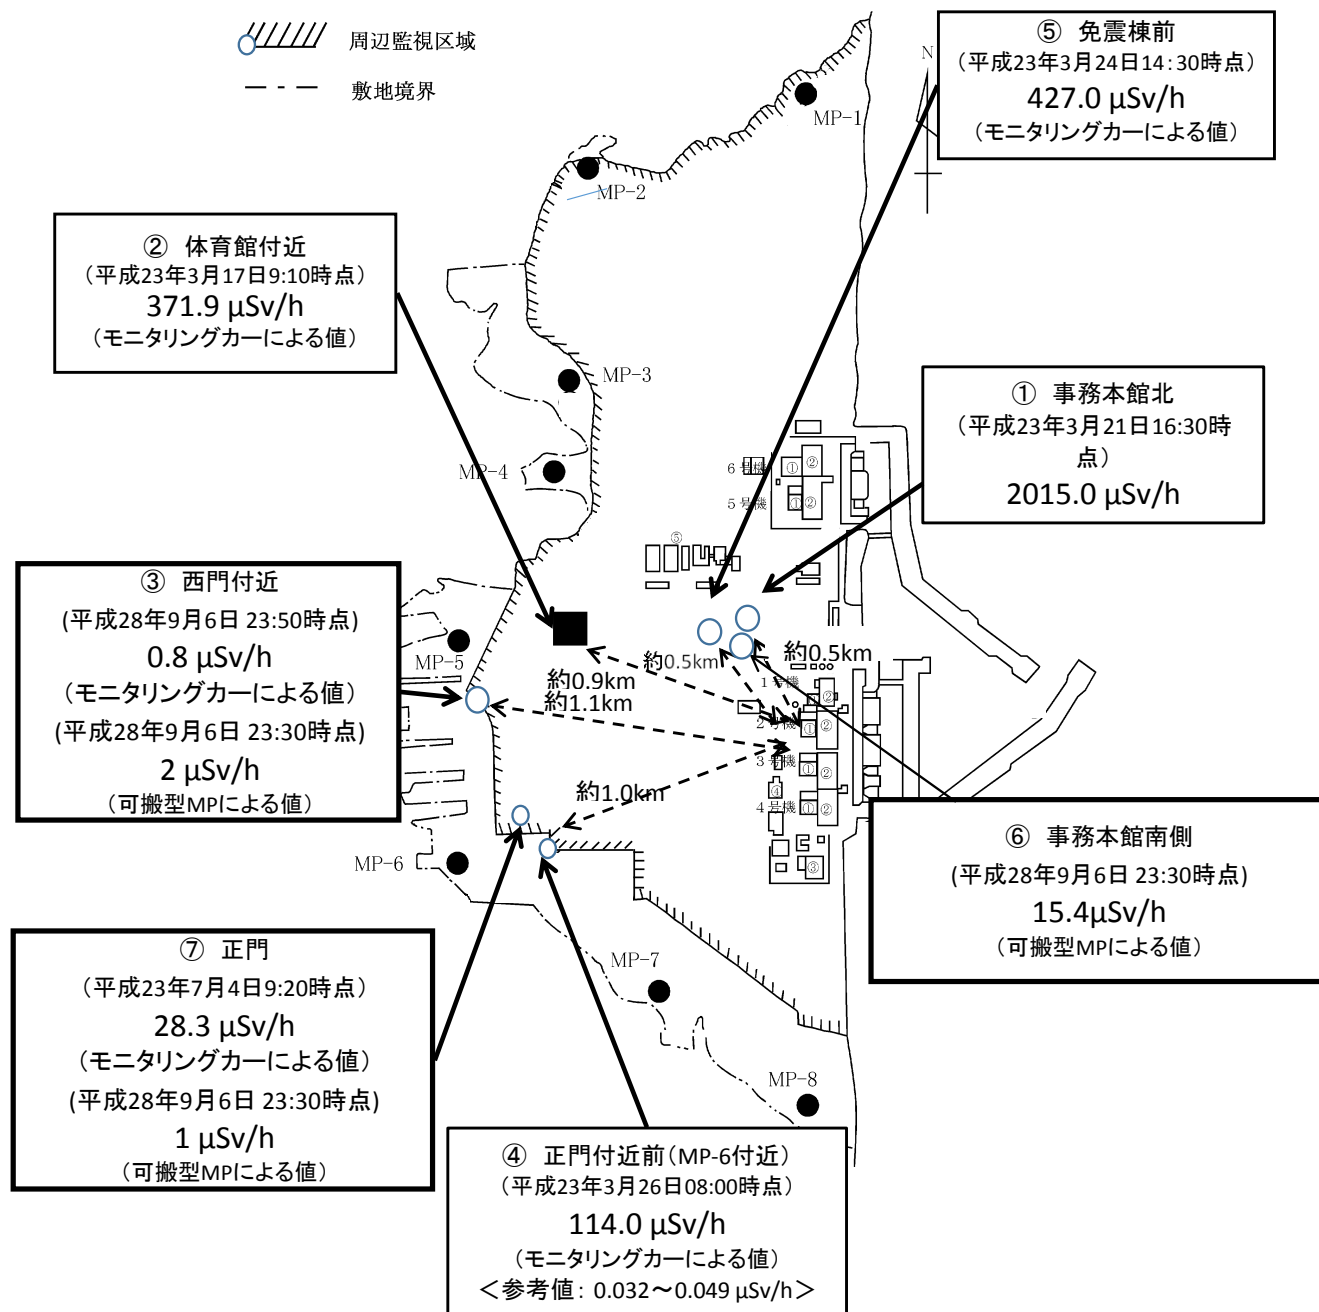 周辺監視区域
敷地境界
⑤ 免震棟前
（平成23年3月24日14:30時点）
427.0 μSv/h
（モニタリングカーによる値）
N
MP-1
MP-2
② 体育館付近
（平成23年3月17日9:10時点）
371.9 μSv/h
（モニタリングカーによる値）
MP-3
① 事務本館北
（平成23年3月21日16:30時
点）
2015.0 μSv/h
MP-4
6号機
①
②
5号機
①
②
⑤
③ 西門付近
(平成28年9月6日 23:50時点)
0.8 μSv/h
（モニタリングカーによる値）
(平成28年9月6日 23:30時点)
2 μSv/h
（可搬型MPによる値）
MP-5
約0.5km
約0.5km
約0.9km
約1.1km
1号機
②
2号機
①
②
3号機
①
②
約1.0km
④
4号機
①
②
③
MP-6
⑥ 事務本館南側
(平成28年9月6日 23:30時点)
15.4μSv/h
（可搬型MPによる値）
⑦ 正門
（平成23年7月4日9:20時点）
28.3 μSv/h
（モニタリングカーによる値）
(平成28年9月6日 23:30時点)
1 μSv/h
（可搬型MPによる値）
MP-7
MP-8
④ 正門付近前（MP-6付近）
（平成23年3月26日08:00時点）
114.0 μSv/h
（モニタリングカーによる値）
＜参考値： 0.032～0.049 μSv/h＞